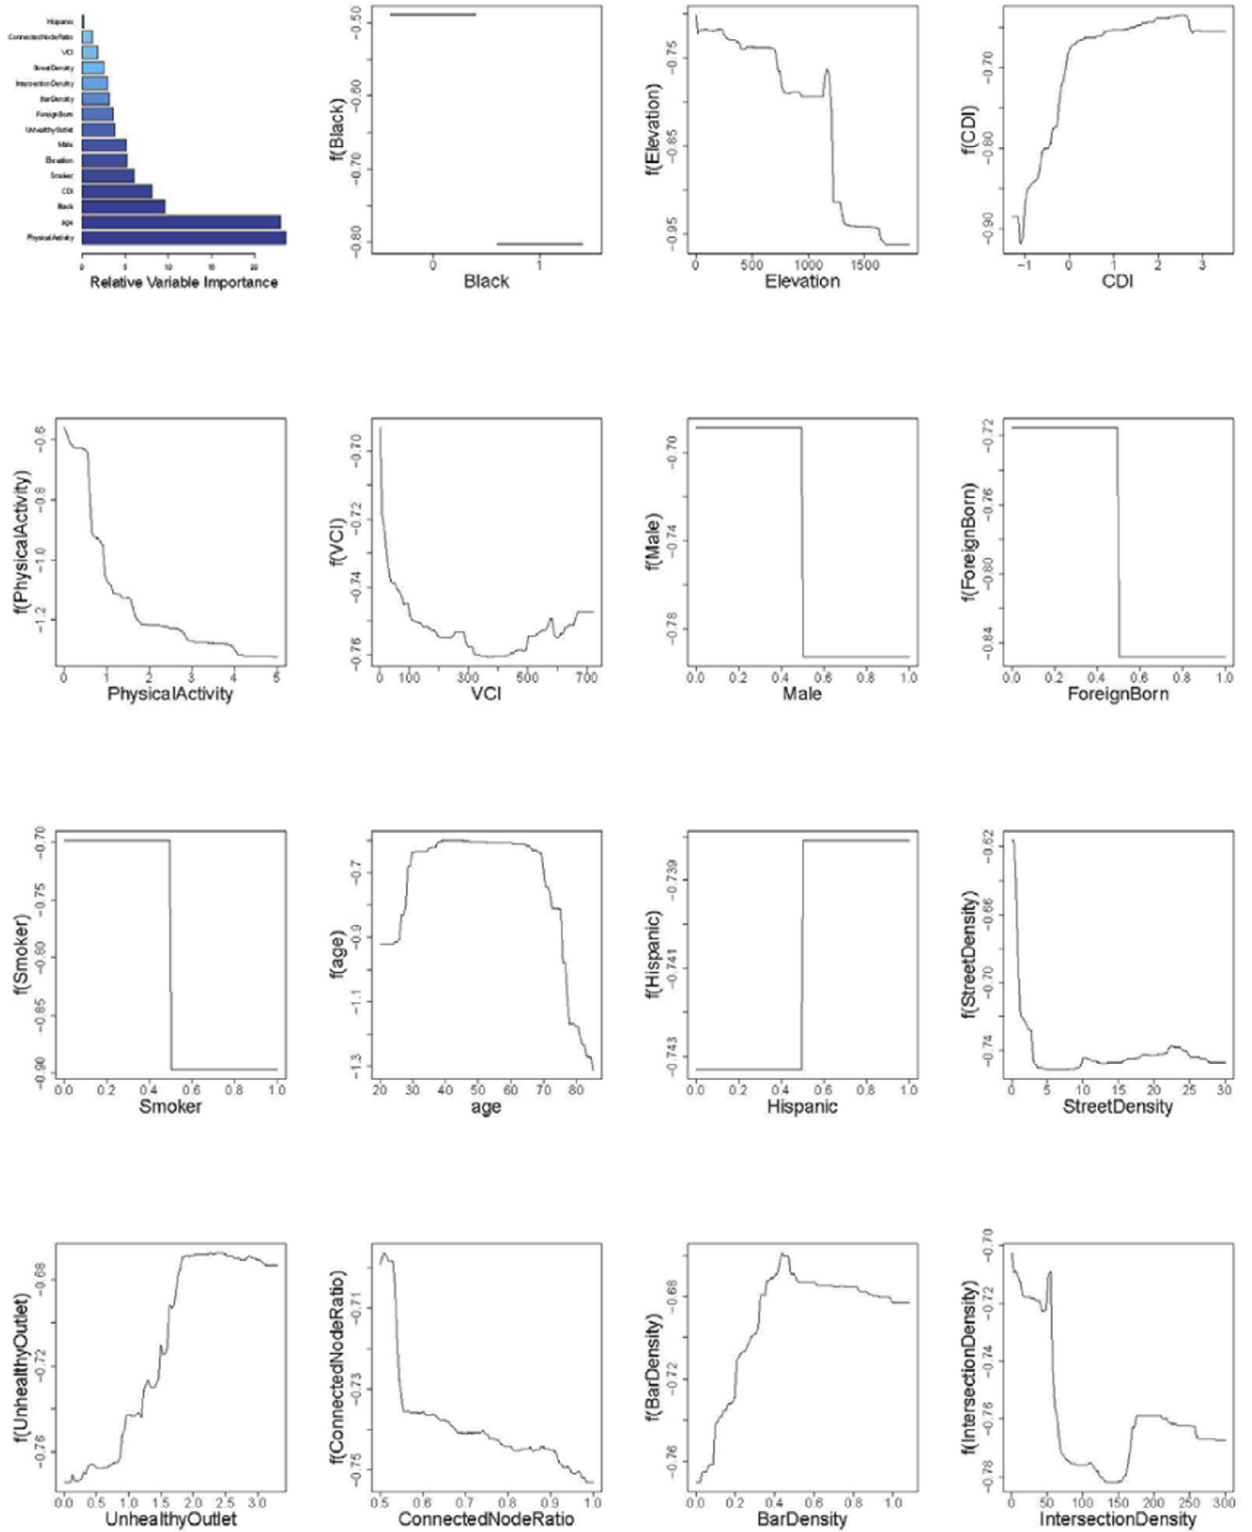 Hispanic
ConnectedNodeRatio
VCI
StreetDensity
IntersectionDensity
BarDensity
ForeignBorn
UnhealthyOutlet
Male
Elevation
Smoker
CDI
Black
age
PhysicalActivity
0 5 10 15 20
Relative Variable Importance
f(Black)
−0.50
−0.60
−0.70
−0.80
0 1
Black
f(Elevation)
−0.75
−0.85
−0.95
0 500 1000 1500
Elevation
f(CDI)
−0.70
−0.80
−0.90
−1 0 1 2 3
CDI
f(PhysicalActivity)
−0.6
−0.8
−1.0
−1.2
0 1 2 3 4 5
PhysicalActivity
f(VCI)
−0.70
−0.72
−0.74
−0.76
0 100 300 500 700
VCI
f(Male)
−0.70
−0.74
−0.78
0.0 0.2 0.4 0.6 0.8 1.0
Male
f(ForeignBorn)
−0.72
−0.76
−0.80
−0.84
0.0 0.2 0.4 0.6 0.8 1.0
ForeignBorn
f(Smoker)
−0.70
−0.75
−0.80
−0.85
−0.90
0.0 0.2 0.4 0.6 0.8 1.0
Smoker
f(age)
−0.7
−0.9
−1.1
−1.3
20 30 40 50 60 70 80
age
f(Hispanic)
−0.739
−0.741
−0.743
0.0 0.2 0.4 0.6 0.8 1.0
Hispanic
f(StreetDensity)
−0.62
−0.66
−0.70
−0.74
0 5 10 15 20 25 30
StreetDensity
f(UnhealthyOutlet)
−0.68
−0.72
−0.76
0.0 0.5 1.0 1.5 2.0 2.5 3.0
UnhealthyOutlet
f(ConnectedNodeRatio)
−0.71
−0.73
−0.75
0.5 0.6 0.7 0.8 0.9 1.0
ConnectedNodeRatio
f(BarDensity)
−0.68
−0.72
−0.76
0.0 0.2 0.4 0.6 0.8 1.0
BarDensity
f(IntersectionDensity)
−0.70
−0.72
−0.74
−0.76
−0.78
0 50 100 150 200 250 300
IntersectionDensity